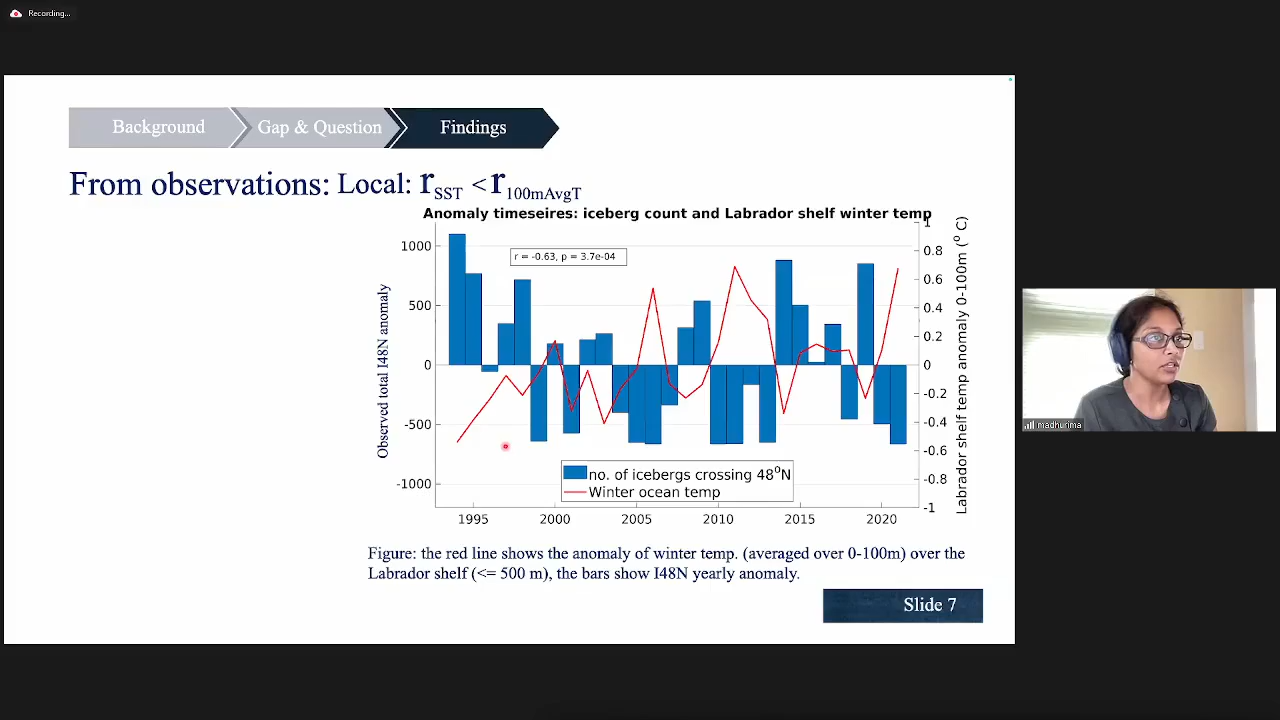 Recording...
Background
Gap & Question
Findings
From observations: Local: rSST < r100mAvgT
Anomaly timeseires: iceberg count and Labrador shelf winter temp
r = -0.63, p = 3.7e-04
Observed total I48N anomaly
1000
500
0
-500
-1000
1
0.8
0.6
0.4
0.2
0
-0.2
-0.4
-0.6
-0.8
-1
Labrador shelf temp anomaly 0-100m (° C)
no. of icebergs crossing 48°N
Winter ocean temp
1995
2000
2005
2010
2015
2020
Figure: the red line shows the anomaly of winter temp. (averaged over 0-100m) over the
Labrador shelf (<= 500 m), the bars show I48N yearly anomaly.
Slide 7
madhurima